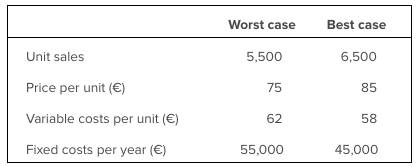 Worst case Best case
Unit sales 5,500 6,500
Price per unit (€) 75 85
Variable costs per unit (€) 62 58
Fixed costs per year (€) 55,000 45,000